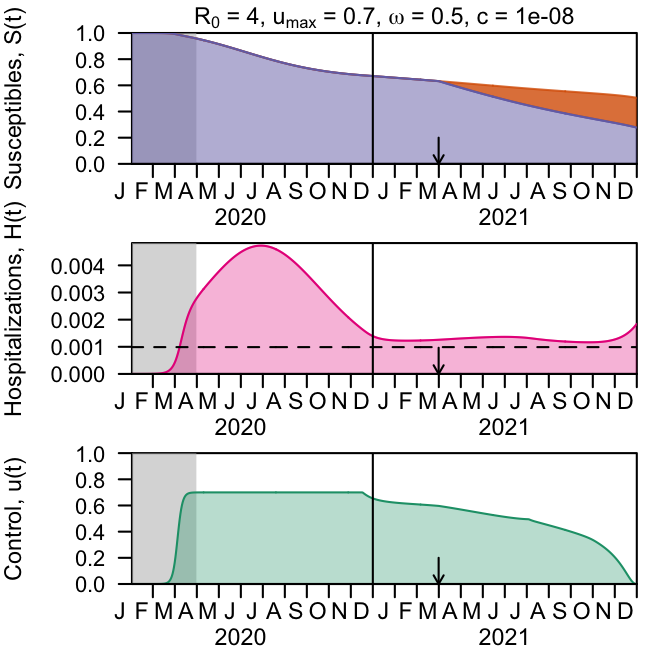 R₀ = 4, uₘₐₓ = 0.7, ω = 0.5, c = 1e-08
Susceptibles, S(t)
1.0
0.8
0.6
0.4
0.2
0.0
J F M A M J J A S O N D J F M A M J J A S O N D
2020 2021
Hospitalizations, H(t)
0.004
0.003
0.002
0.001
0.000
J F M A M J J A S O N D J F M A M J J A S O N D
2020 2021
Control, u(t)
1.0
0.8
0.6
0.4
0.2
0.0
J F M A M J J A S O N D J F M A M J J A S O N D
2020 2021